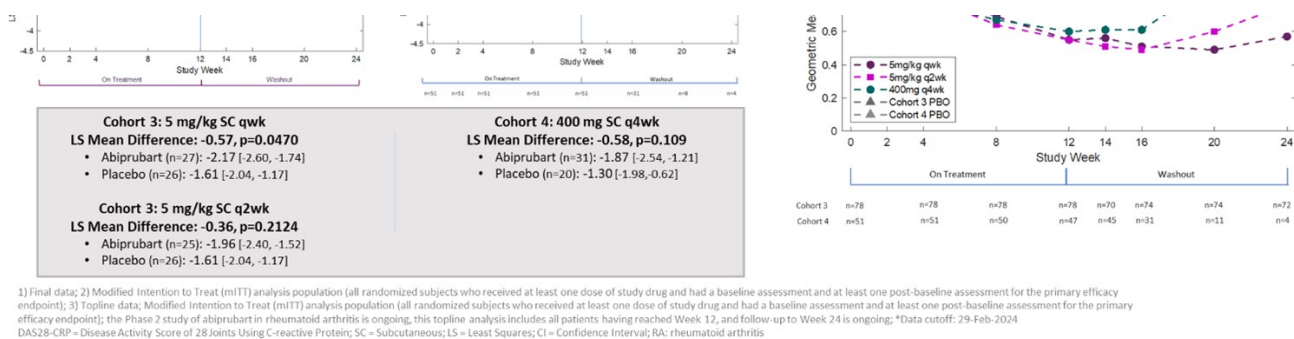 -4
-4.5
0 2 4 8 12 16 20 24
Study Week
On Treatment Washout
-4
-4.5
0 2 4 8 12 16 20 24
Study Week
On Treatment Washout
n=51 n=51 n=51 n=51 n=51 n=31 n=8 n=4
Cohort 3: 5 mg/kg SC qwk
LS Mean Difference: -0.57, p=0.0470
• Abiprubart (n=27): -2.17 [-2.60, -1.74]
• Placebo (n=26): -1.61 [-2.04, -1.17]
Cohort 3: 5 mg/kg SC q2wk
LS Mean Difference: -0.36, p=0.2124
• Abiprubart (n=25): -1.96 [-2.40, -1.52]
• Placebo (n=26): -1.61 [-2.04, -1.17]
Cohort 4: 400 mg SC q4wk
LS Mean Difference: -0.58, p=0.109
• Abiprubart (n=31): -1.87 [-2.54, -1.21]
• Placebo (n=20): -1.30 [-1.98,-0.62]
Geometric Me
0.6
0.4
0.2
0
5mg/kg qwk
5mg/kg q2wk
400mg q4wk
Cohort 3 PBO
Cohort 4 PBO
0 2 4 8 12 14 16 20 24
Study Week
On Treatment Washout
Cohort 3 n=78 n=78 n=78 n=78 n=70 n=74 n=74 n=72
Cohort 4 n=51 n=51 n=50 n=47 n=45 n=31 n=11 n=4
1) Final data; 2) Modified Intention to Treat (mITT) analysis population (all randomized subjects who received at least one dose of study drug and had a baseline assessment and at least one post-baseline assessment for the primary efficacy
endpoint); 3) Topline data; Modified Intention to Treat (mITT) analysis population (all randomized subjects who received at least one dose of study drug and had a baseline assessment and at least one post-baseline assessment for the primary
efficacy endpoint); the Phase 2 study of abiprubart in rheumatoid arthritis is ongoing, this topline analysis includes all patients having reached Week 12, and follow-up to Week 24 is ongoing; *Data cutoff: 29-Feb-2024
DAS28-CRP = Disease Activity Score of 28 Joints Using C-reactive Protein; SC = Subcutaneous; LS = Least Squares; CI = Confidence Interval; RA: rheumatoid arthritis